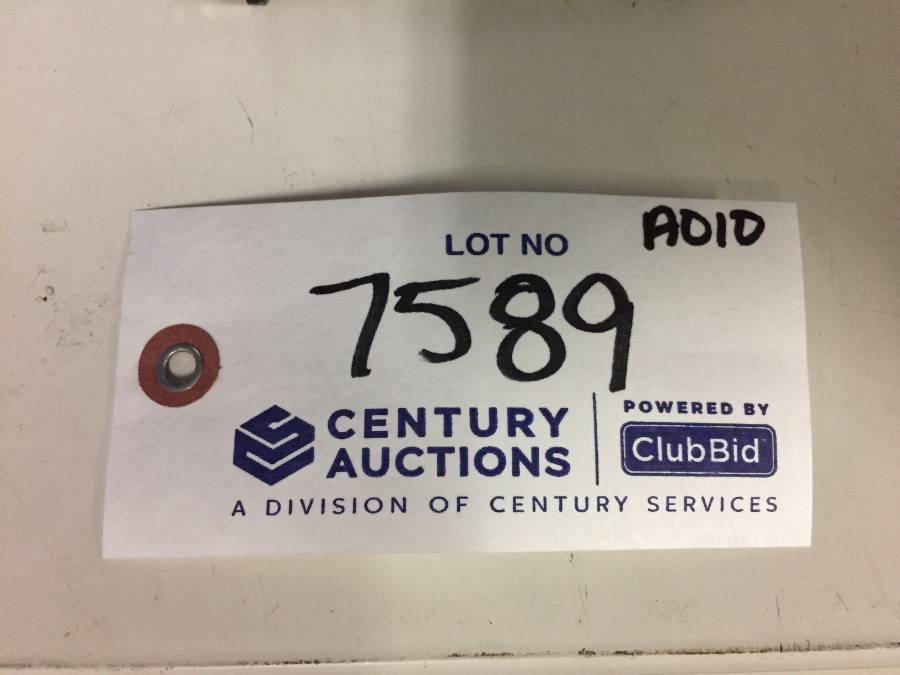 LOT NO
A010
7589
CENTURY
AUCTIONS
POWERED BY
ClubBid
A DIVISION OF CENTURY SERVICES